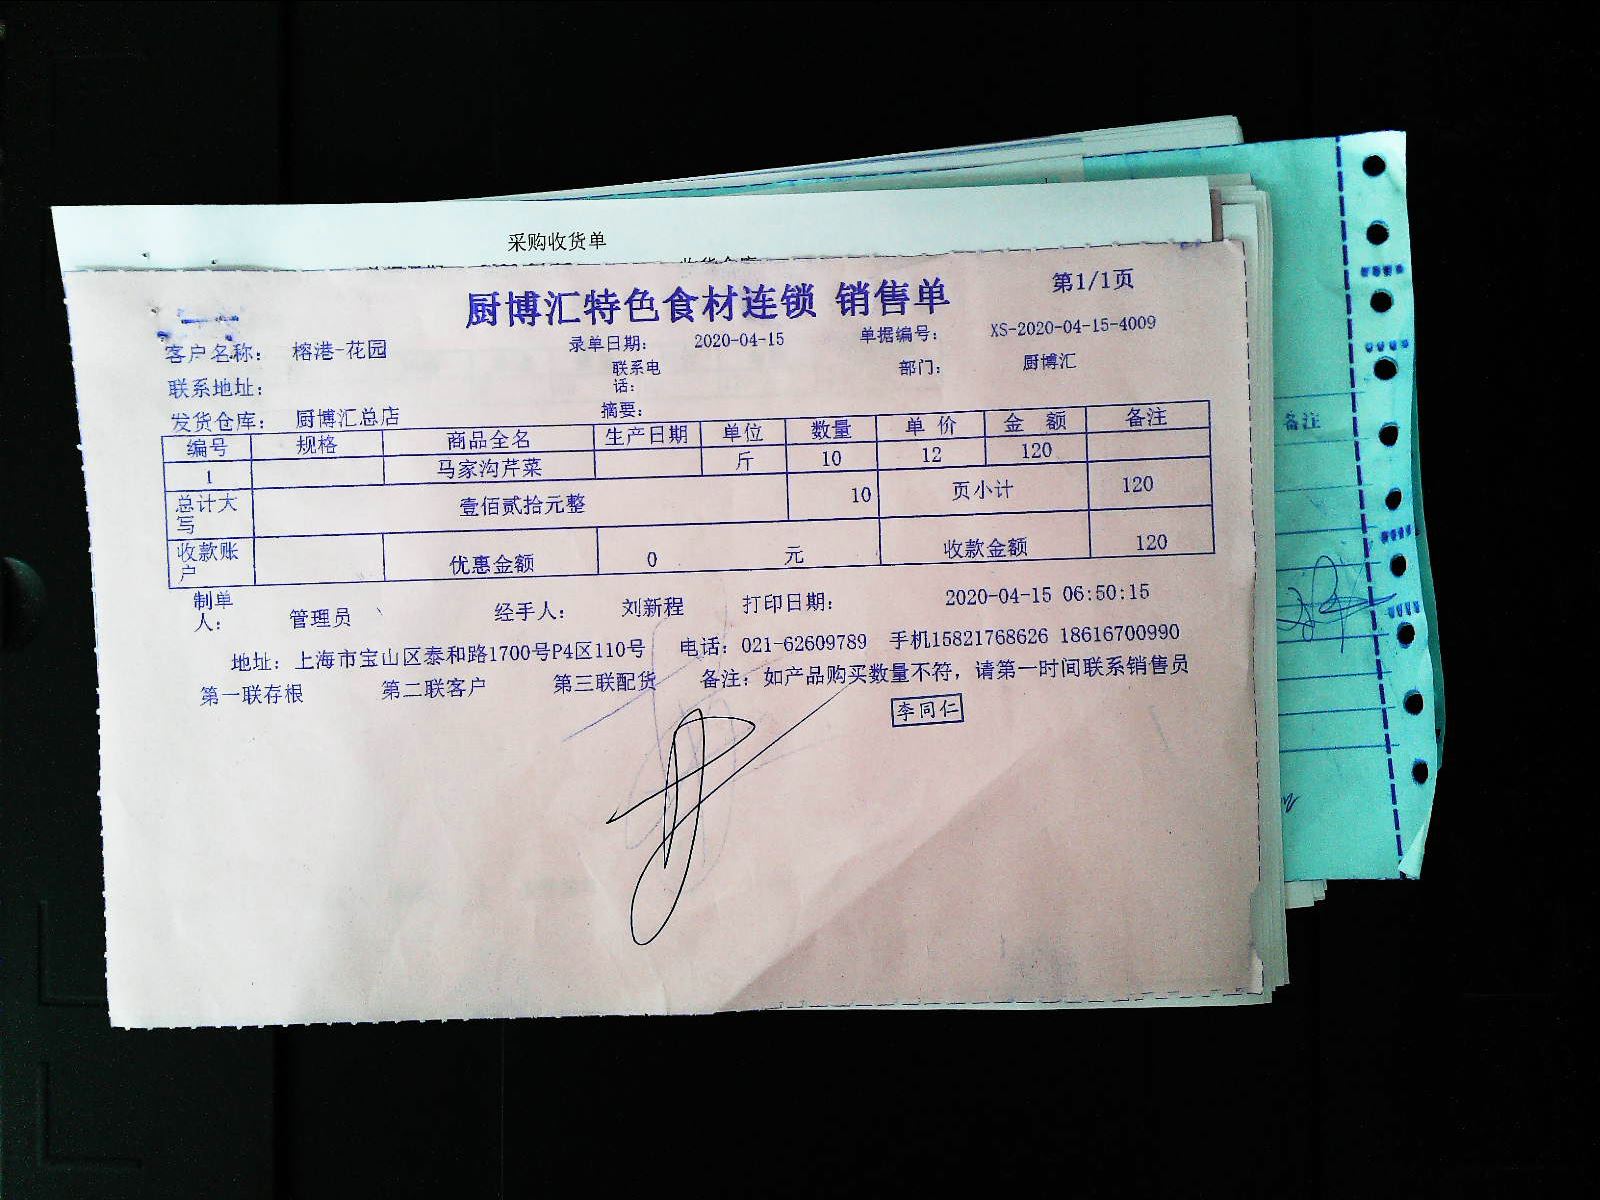 采购收货单
厨博汇特色食材连锁 销售单 第1/1页
客户名称： 榕港-花园 录单日期： 2020-04-15 单据编号： XS-2020-04-15-4009
联系地址： 联系电话： 部门： 厨博汇
发货仓库： 厨博汇总店 摘要：
编号 规格 商品全名 生产日期 单位 数量 单 价 金 额 备注
1 马家沟芹菜 斤 10 12 120
总计大写 壹佰贰拾元整 10 页小计 120
收款账户 优惠金额 0 元 收款金额 120
制单人： 管理员 经手人： 刘新程 打印日期： 2020-04-15 06:50:15
地址：上海市宝山区泰和路1700号P4区110号 电话：021-62609789 手机15821768626 18616700990
第一联存根 第二联客户 第三联配货 备注：如产品购买数量不符，请第一时间联系销售员
李同仁
备注